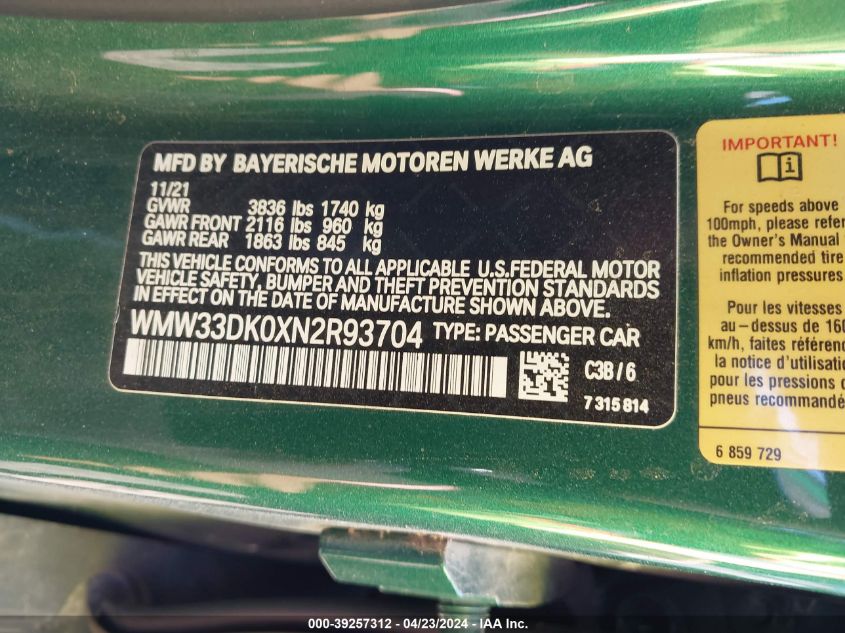 MFD BY BAYERISCHE MOTOREN WERKE AG
11/21
GVWR 3836 lbs 1740 kg
GAWR FRONT 2116 lbs 960 kg
GAWR REAR 1863 lbs 845 kg
THIS VEHICLE CONFORMS TO ALL APPLICABLE U.S.FEDERAL MOTOR
VEHICLE SAFETY, BUMPER AND THEFT PREVENTION STANDARDS
IN EFFECT ON THE DATE OF MANUFACTURE SHOWN ABOVE.
WMW33DK0XN2R93704 TYPE: PASSENGER CAR
C3B / 6
7 315 814
IMPORTANT!
For speeds above
100mph, please refer
the Owner's Manual
recommended tire
inflation pressures
Pour les vitesses
au-dessus de 160
km/h, faites référence
la notice d'utilisation
pour les pressions
pneus recommandé
6 859 729
000-39257312 / 04/23/2024 - IAA Inc.